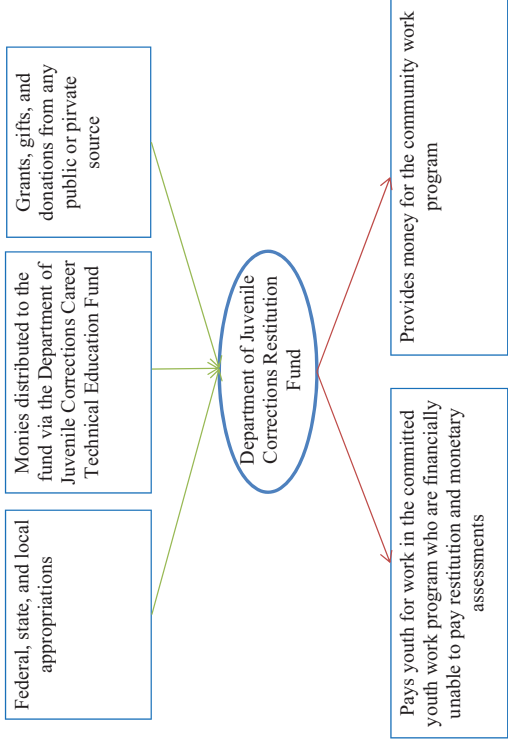 Federal, state, and local
appropriations
Monies distributed to the
fund via the Department of
Juvenile Corrections Career
Technical Education Fund
Grants, gifts, and
donations from any
public or pirvate
source
Department of Juvenile
Corrections Restitution
Fund
Pays youth for work in the committed
youth work program who are financially
unable to pay restitution and monetary
assessments
Provides money for the community work
program